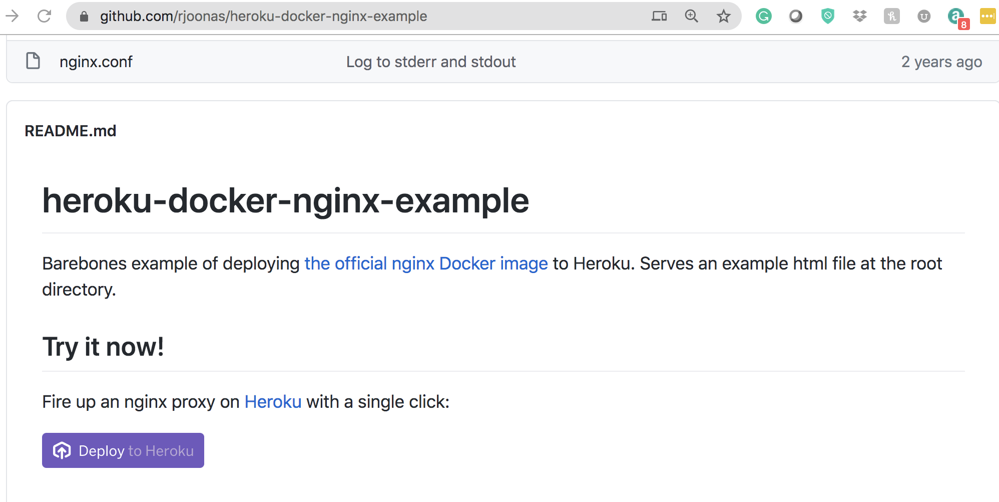 github.com/rjoonas/heroku-docker-nginx-example
8
nginx.conf Log to stderr and stdout 2 years ago
README.md
heroku-docker-nginx-example
Barebones example of deploying the official nginx Docker image to Heroku. Serves an example html file at the root
directory.
Try it now!
Fire up an nginx proxy on Heroku with a single click:
Deploy to Heroku